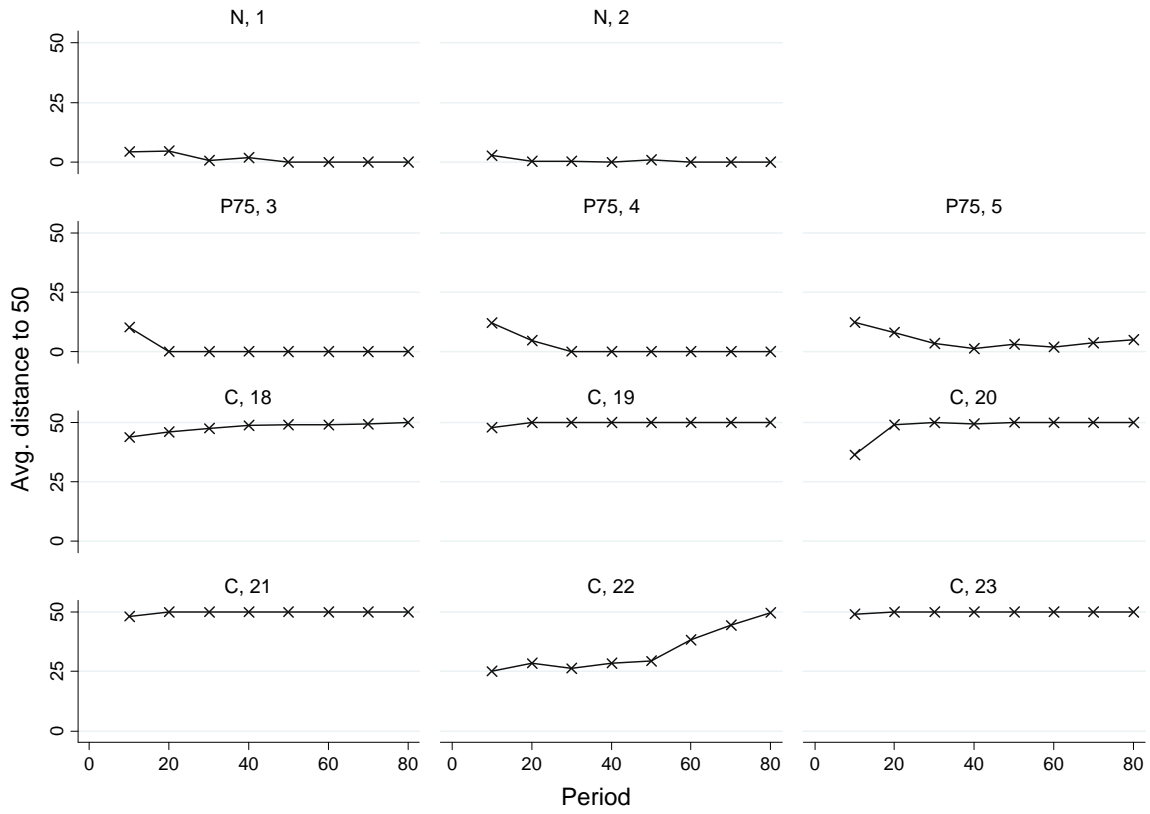 N, 1
N, 2
50
25
0
P75, 3
P75, 4
P75, 5
50
25
0
Avg. distance to 50
C, 18
C, 19
C, 20
50
25
0
C, 21
C, 22
C, 23
50
25
0
0 20 40 60 80
0 20 40 60 80
0 20 40 60 80
Period